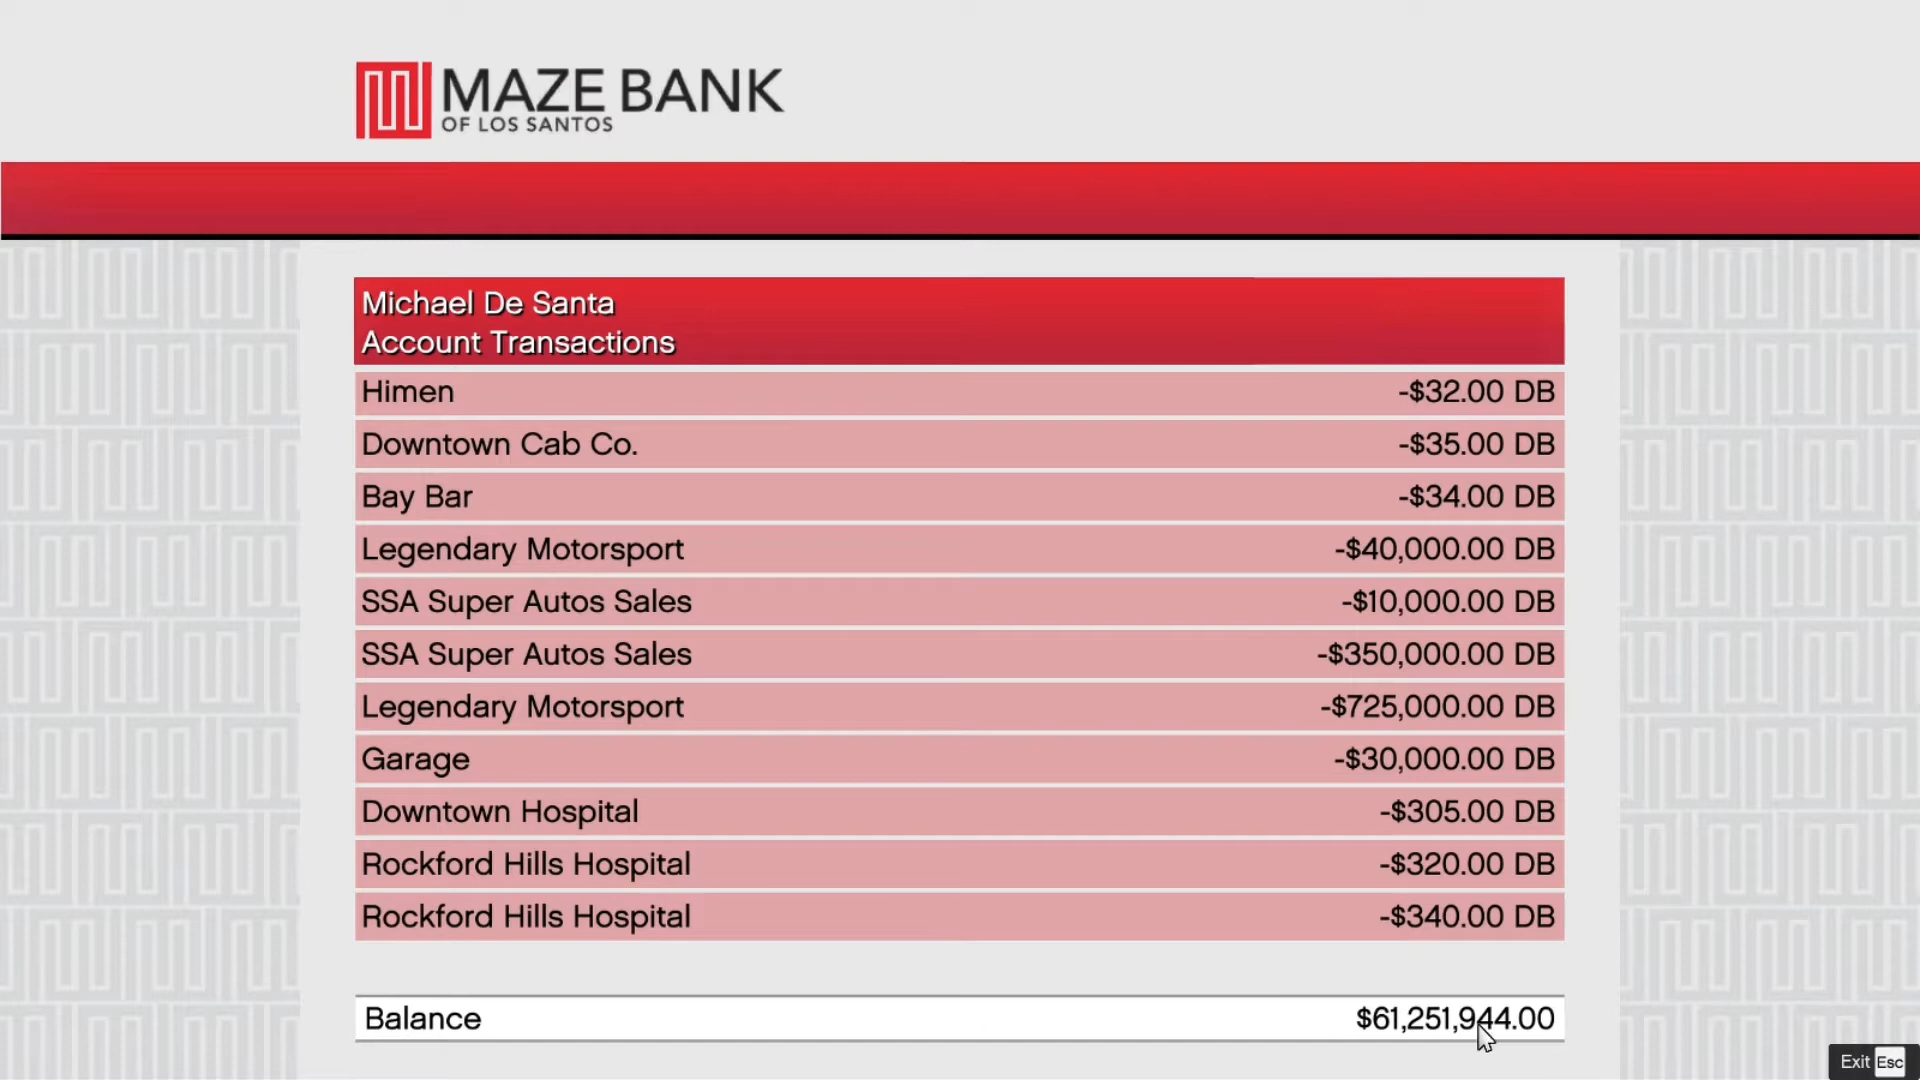 MAZE BANK
OF LOS SANTOS
Michael De Santa
Account Transactions
Himen -$32.00 DB
Downtown Cab Co. -$35.00 DB
Bay Bar -$34.00 DB
Legendary Motorsport -$40,000.00 DB
SSA Super Autos Sales -$10,000.00 DB
SSA Super Autos Sales -$350,000.00 DB
Legendary Motorsport -$725,000.00 DB
Garage -$30,000.00 DB
Downtown Hospital -$305.00 DB
Rockford Hills Hospital -$320.00 DB
Rockford Hills Hospital -$340.00 DB
Balance $61,251,944.00
Exit Esc